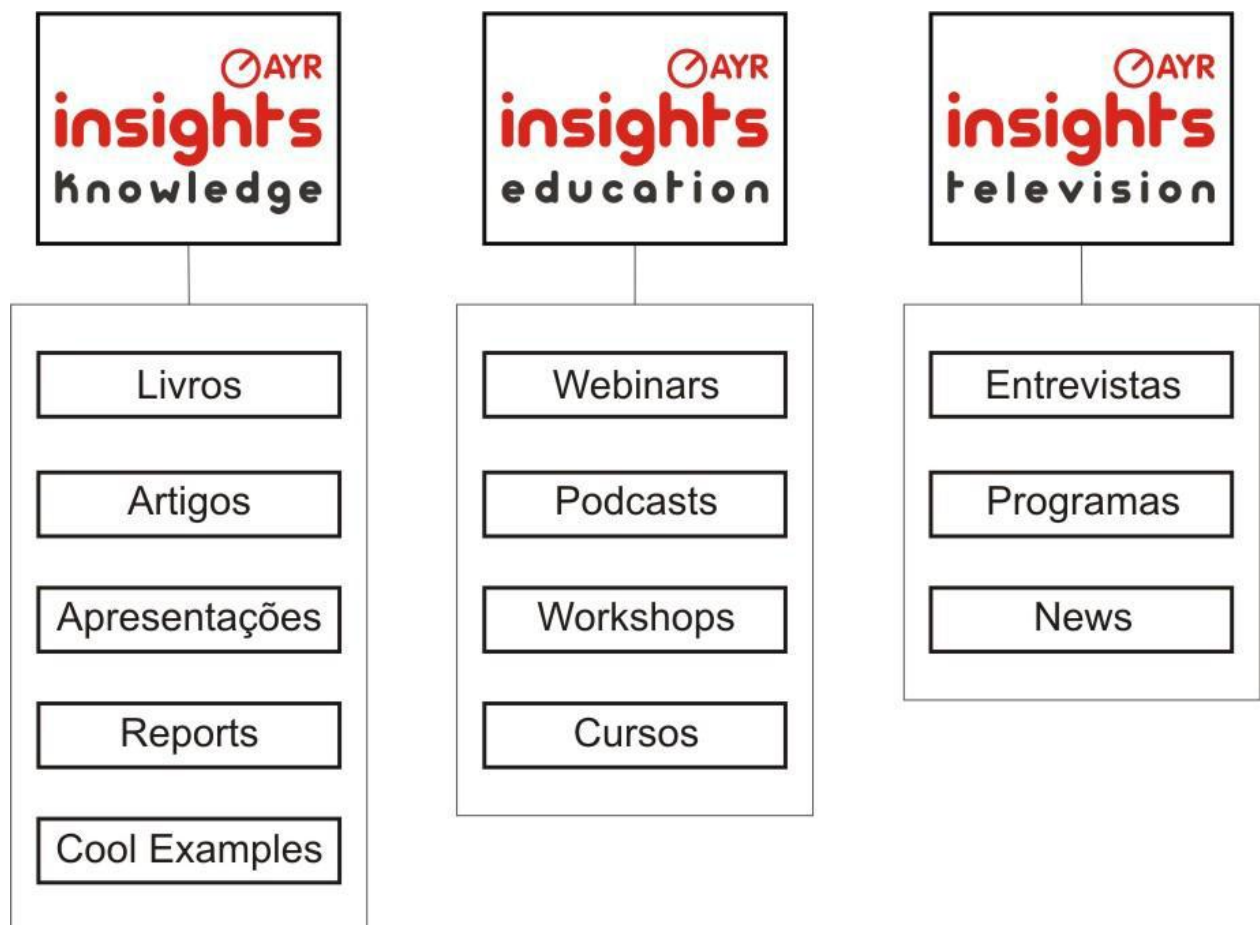 AYR
insights
knowledge
Livros
Artigos
Apresentações
Reports
Cool Examples
AYR
insights
education
Webinars
Podcasts
Workshops
Cursos
AYR
insights
television
Entrevistas
Programas
News